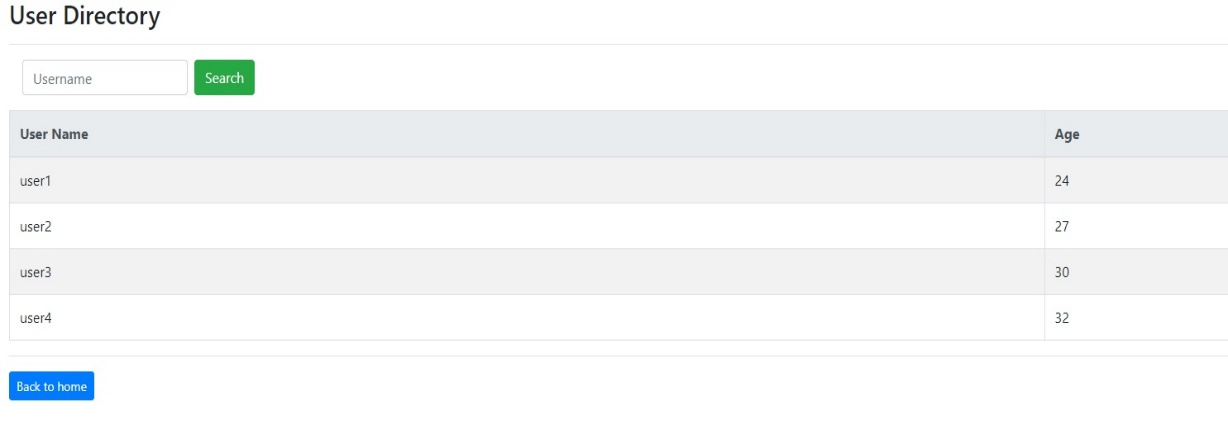 User Directory
Username Search
User Name Age
user1 24
user2 27
user3 30
user4 32
Back to home